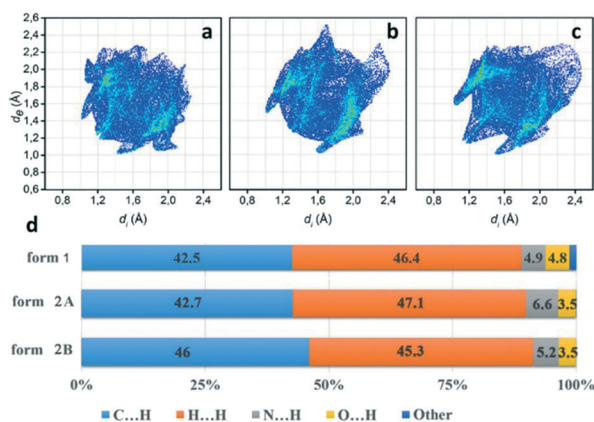 a
b
c
2,6
2,4
2,2
2,0
1,8
1,6
1,4
1,2
1,0
0,8
0,6
de (Å)
0,8 1,2 1,6 2,0 2,4
0,8 1,2 1,6 2,0 2,4
0,8 1,2 1,6 2,0 2,4
di (Å)
di (Å)
di (Å)
d
form 1 42.5 46.4 4.9 4.8
form 2A 42.7 47.1 6.6 3.5
form 2B 46 45.3 5.2 3.5
0% 25% 50% 75% 100%
C...H H...H N...H O...H Other